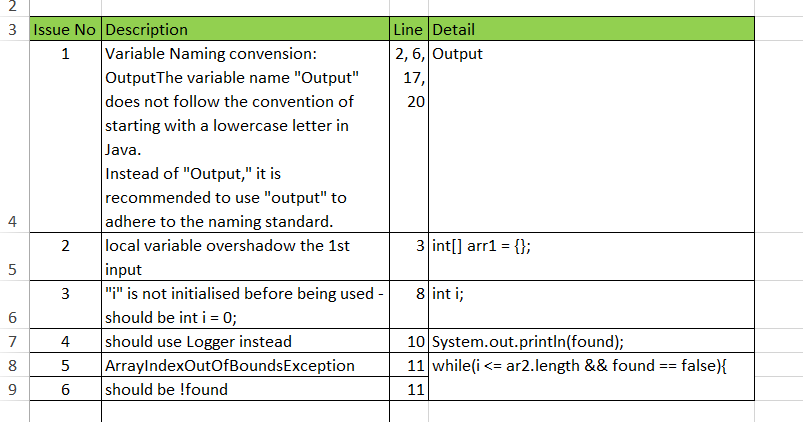 2
3 Issue No Description Line Detail
1 Variable Naming convension: 2, 6, Output
OutputThe variable name "Output" 17,
does not follow the convention of 20
starting with a lowercase letter in
Java.
Instead of "Output," it is
recommended to use "output" to
4 adhere to the naming standard.
2 local variable overshadow the 1st 3 int[] arr1 = {};
5 input
3 "i" is not initialised before being used - 8 int i;
6 should be int i = 0;
7 4 should use Logger instead 10 System.out.println(found);
8 5 ArrayIndexOutOfBoundsException 11 while(i <= ar2.length && found == false){
9 6 should be !found 11